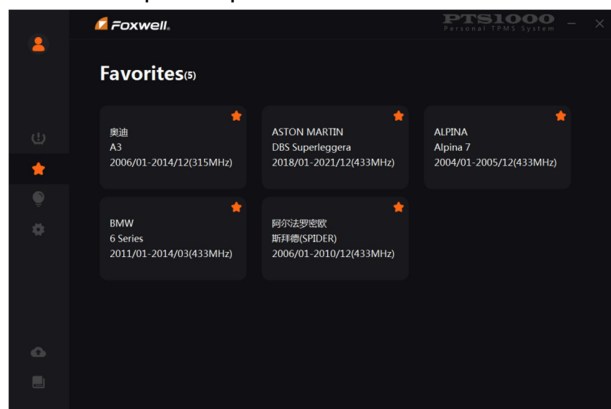 Foxwell.
PTS1000
Personal TPMS System
Favorites(5)
奥迪
A3
2006/01-2014/12(315MHz)
ASTON MARTIN
DBS Superleggera
2018/01-2021/12(433MHz)
ALPINA
Alpina 7
2004/01-2005/12(433MHz)
BMW
6 Series
2011/01-2014/03(433MHz)
阿尔法罗密欧
斯拜德(SPIDER)
2006/01-2010/12(433MHz)